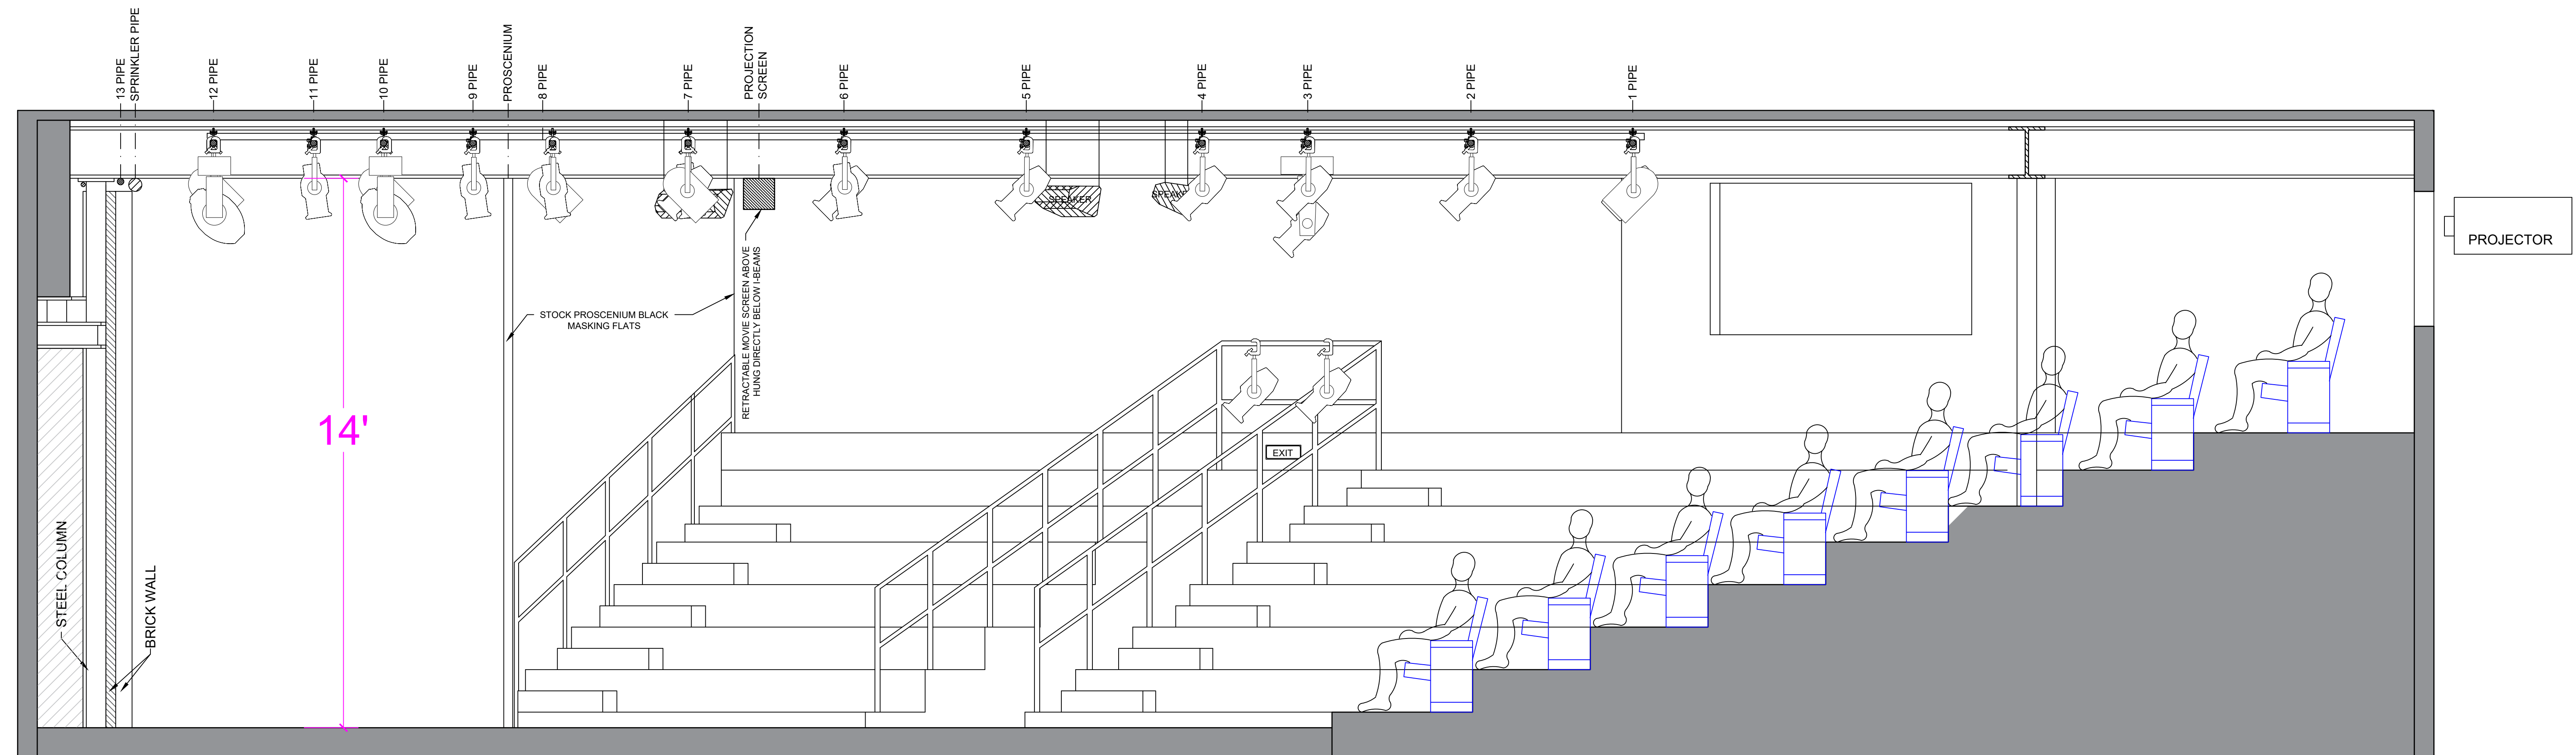 13 PIPE
SPRINKLER PIPE
12 PIPE
11 PIPE
10 PIPE
9 PIPE
PROSCENIUM
8 PIPE
7 PIPE
PROJECTION
SCREEN
6 PIPE
5 PIPE
4 PIPE
3 PIPE
2 PIPE
1 PIPE
SPEAKER
SPEAKER
PROJECTOR
RETRACTABLE MOVIE SCREEN ABOVE
HUNG DIRECTLY BELOW I-BEAMS
STOCK PROSCENIUM BLACK
MASKING FLATS
14'
EXIT
STEEL COLUMN
BRICK WALL